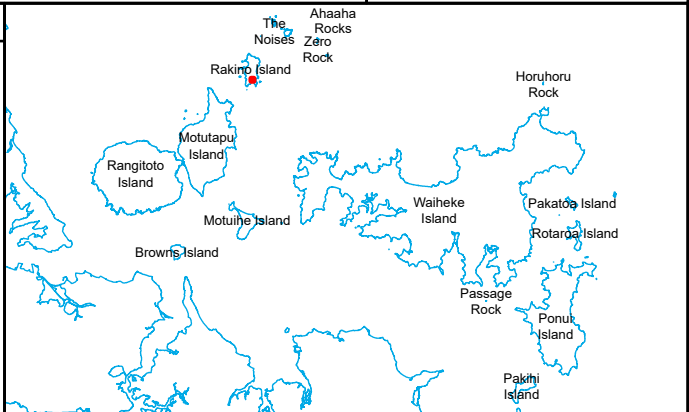 The
Noises
Ahaaha
Rocks
Zero
Rock
Rakino Island
Horuhoru
Rock
Motutapu
Island
Rangitoto
Island
Waiheke
Island
Pakatoa Island
Motuihe Island
Rotaroa Island
Browns Island
Passage
Rock
Ponui
Island
Pakihi
Island